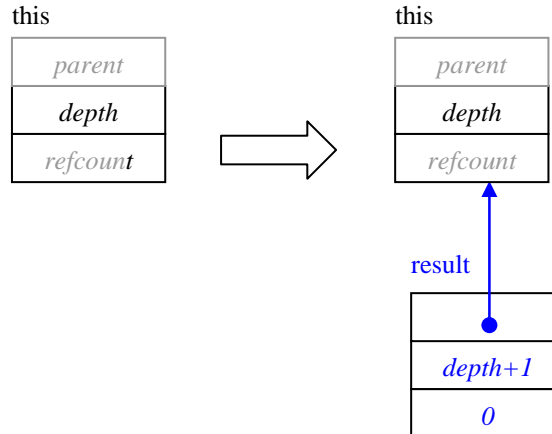 this
parent
depth
refcount
this
parent
depth
refcount
result
depth+1
0